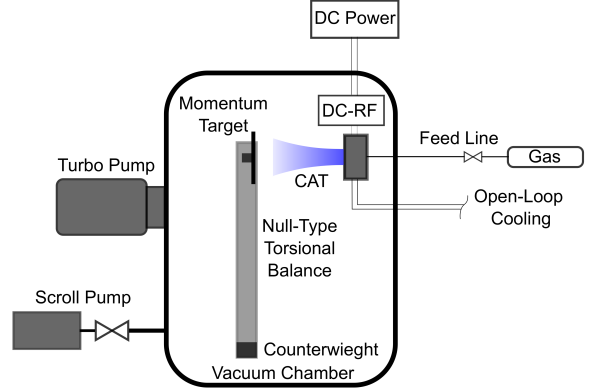 DC Power
DC-RF
Momentum
Target
Feed Line
Gas
Turbo Pump
CAT
Open-Loop
Cooling
Null-Type
Torsional
Balance
Scroll Pump
Counterwieght
Vacuum Chamber